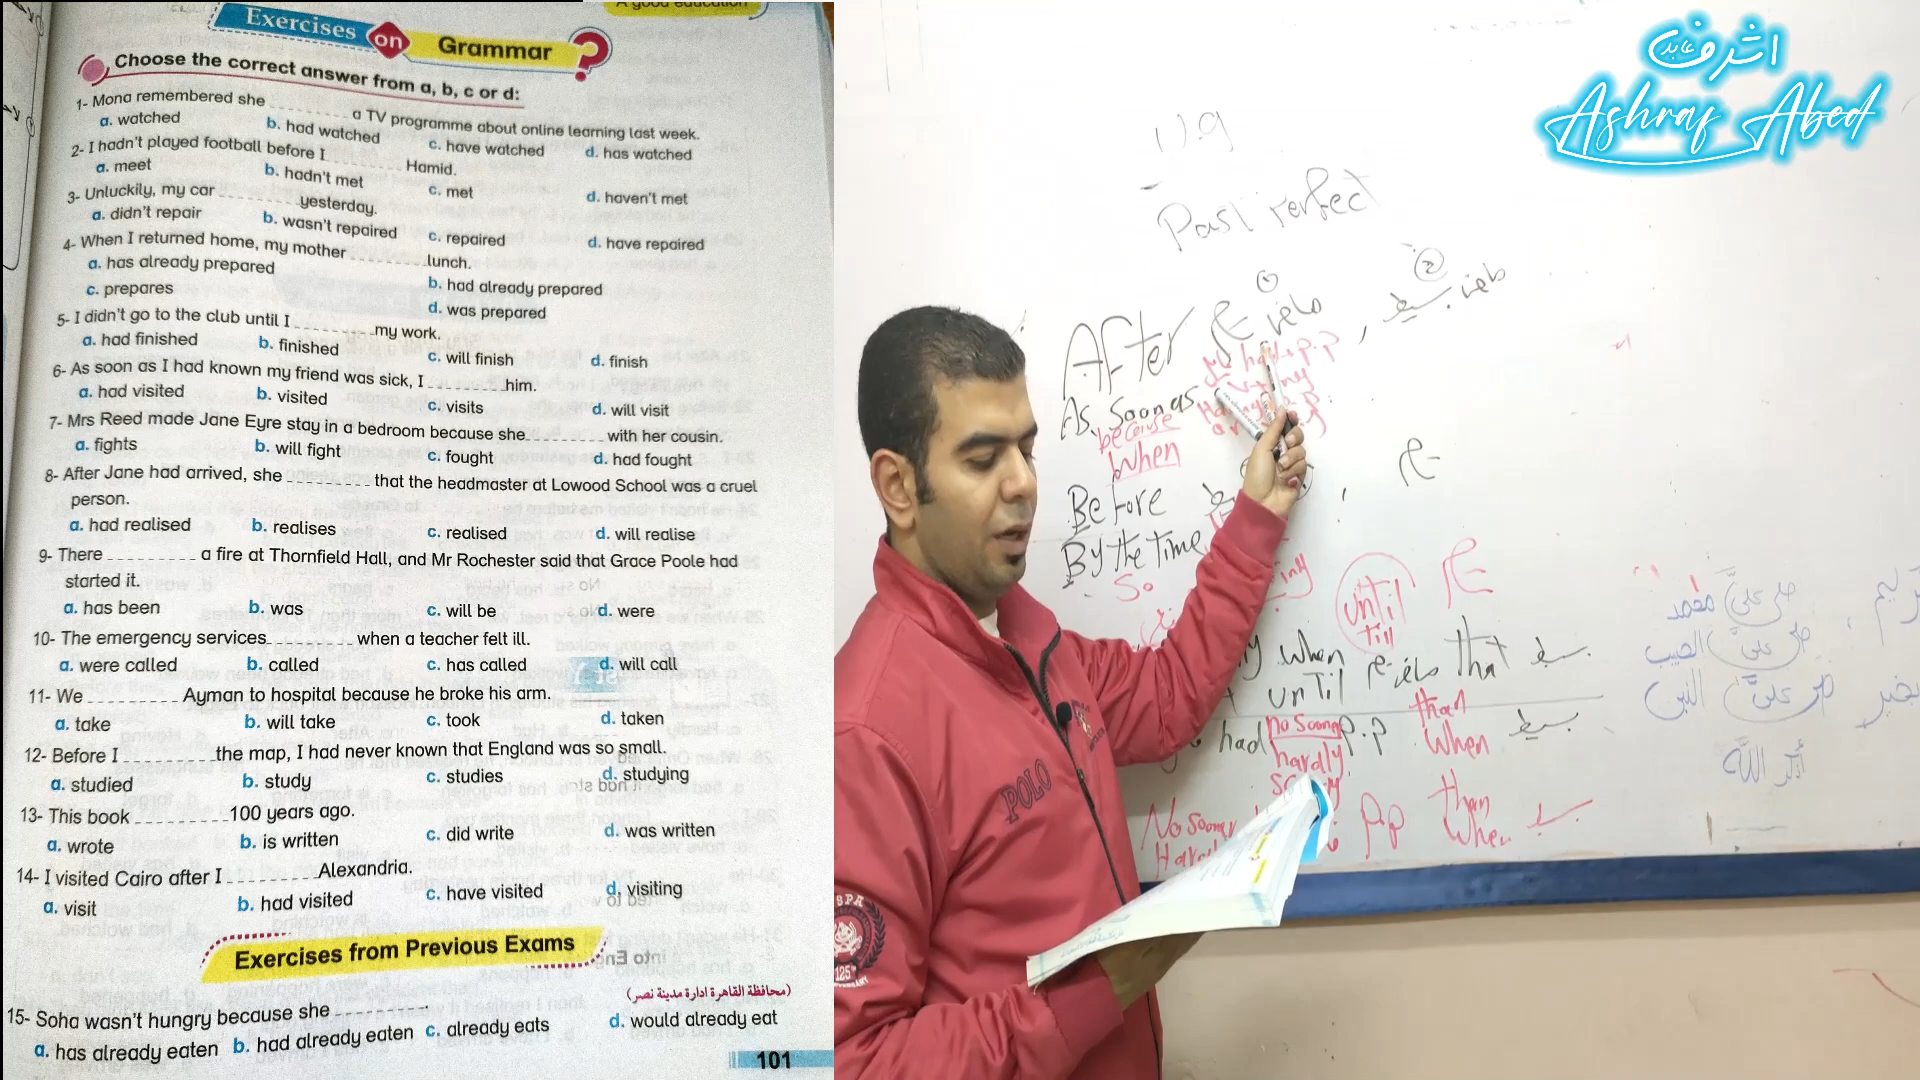 A good education
Exercises on Grammar ?
Choose the correct answer from a, b, c or d:
1- Mona remembered she ________ a TV programme about online learning last week.
a. watched b. had watched c. have watched d. has watched
2- I hadn't played football before I ________ Hamid.
a. meet b. hadn't met c. met d. haven't met
3- Unluckily, my car ________ yesterday.
a. didn't repair b. wasn't repaired c. repaired d. have repaired
4- When I returned home, my mother ________ lunch.
a. has already prepared b. had already prepared
c. prepares d. was prepared
5- I didn't go to the club until I ________ my work.
a. had finished b. finished c. will finish d. finish
6- As soon as I had known my friend was sick, I ________ him.
a. had visited b. visited c. visits d. will visit
7- Mrs Reed made Jane Eyre stay in a bedroom because she ________ with her cousin.
a. fights b. will fight c. fought d. had fought
8- After Jane had arrived, she ________ that the headmaster at Lowood School was a cruel
person.
a. had realised b. realises c. realised d. will realise
9- There ________ a fire at Thornfield Hall, and Mr Rochester said that Grace Poole had
started it.
a. has been b. was c. will be d. were
10- The emergency services ________ when a teacher felt ill.
a. were called b. called c. has called d. will call
11- We ________ Ayman to hospital because he broke his arm.
a. take b. will take c. took d. taken
12- Before I ________ the map, I had never known that England was so small.
a. studied b. study c. studies d. studying
13- This book ________ 100 years ago.
a. wrote b. is written c. did write d. was written
14- I visited Cairo after I ________ Alexandria.
a. visit b. had visited c. have visited d. visiting
Exercises from Previous Exams
(محافظة القاهرة ادارة مدينة نصر)
15- Soha wasn't hungry because she ________
a. has already eaten b. had already eaten c. already eats d. would already eat
101
اشرف عابد
Ashraf Abed
U.9
Past Perfect
After ماضى تام , ماضى بسيط
As soon as
because
When
Before
By the time
So
until
till
when
until that بسيط
no sooner than
had p.p when بسيط
hardly
No sooner p.p than
when
POLO
125